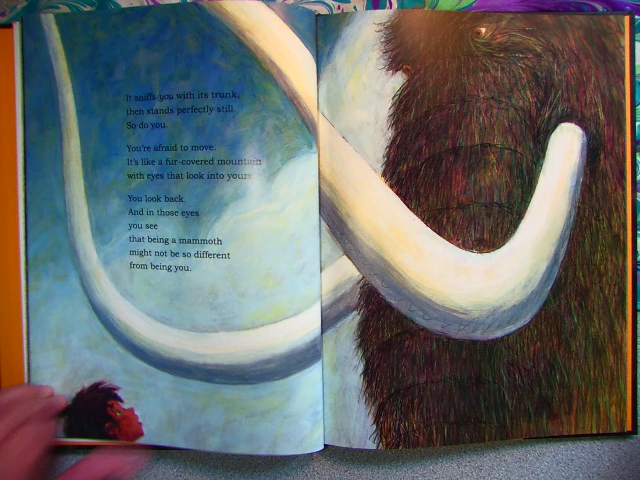 It sniffs you with its trunk,
then stands perfectly still.
So do you.
You're afraid to move.
It's like a fur-covered mountain
with eyes that look into yours.
You look back.
And in those eyes
you see
that being a mammoth
might not be so different
from being you.